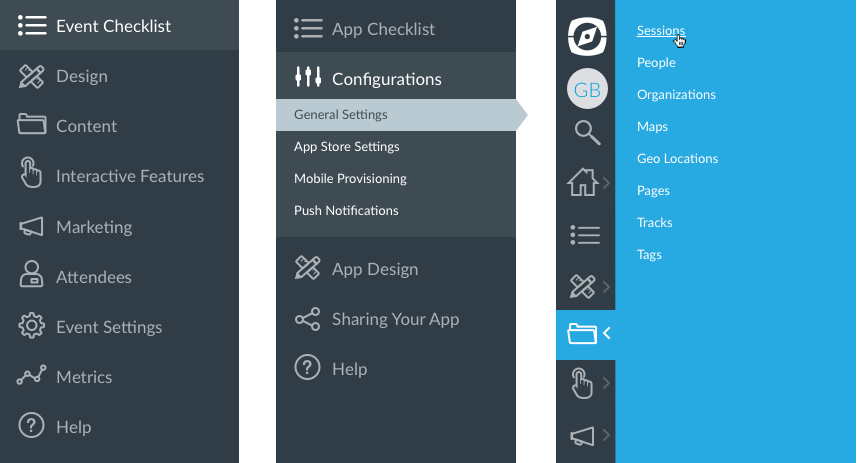 Event Checklist
Design
Content
Interactive Features
Marketing
Attendees
Event Settings
Metrics
Help
App Checklist
Configurations
General Settings
App Store Settings
Mobile Provisioning
Push Notifications
App Design
Sharing Your App
Help
GB
Sessions
People
Organizations
Maps
Geo Locations
Pages
Tracks
Tags